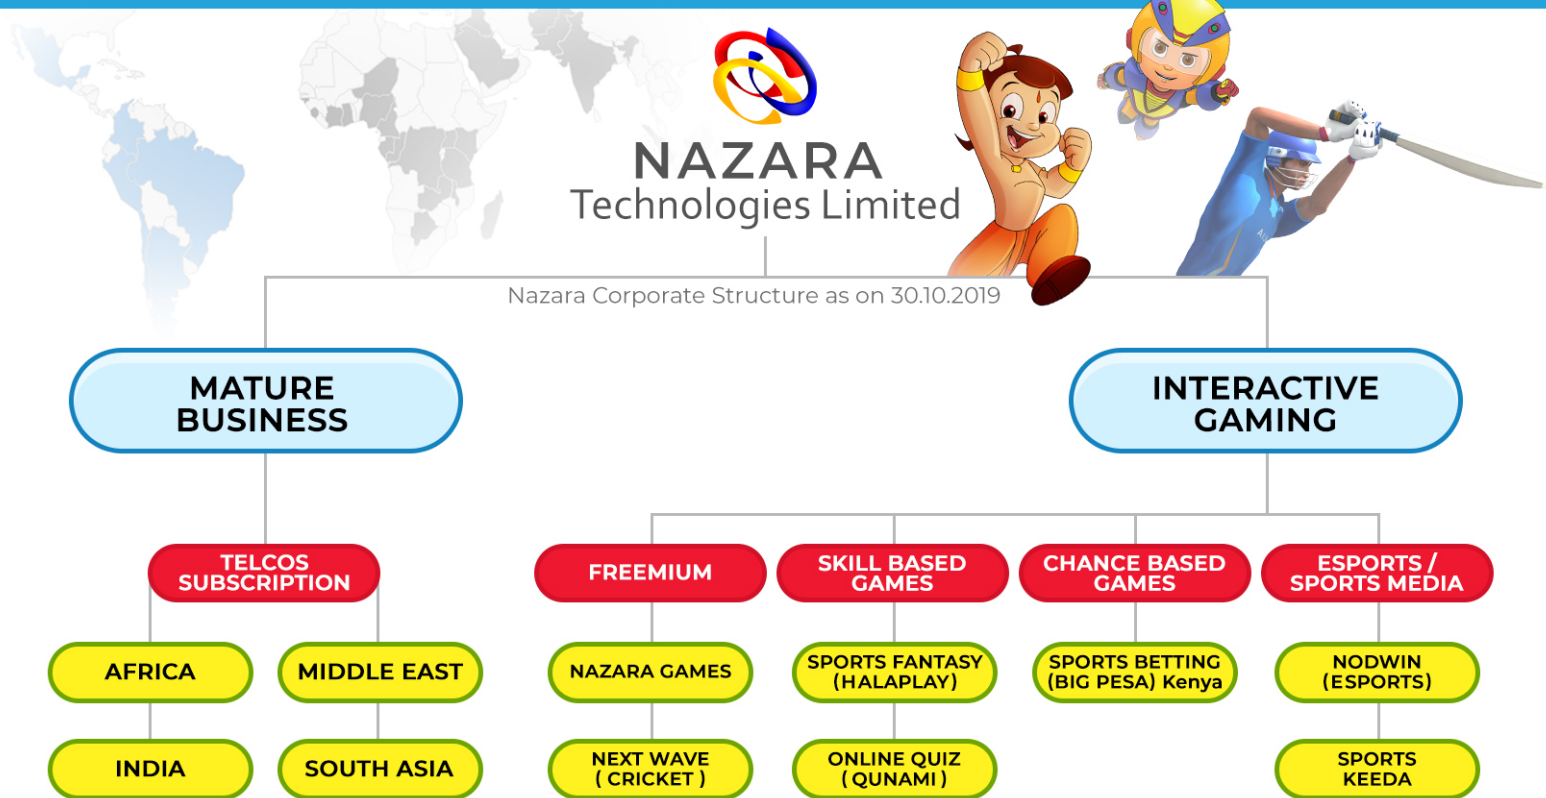 NAZARA
Technologies Limited
Nazara Corporate Structure as on 30.10.2019
MATURE
BUSINESS
INTERACTIVE
GAMING
TELCOS
SUBSCRIPTION
FREEMIUM
SKILL BASED
GAMES
CHANCE BASED
GAMES
ESPORTS /
SPORTS MEDIA
AFRICA
MIDDLE EAST
NAZARA GAMES
SPORTS FANTASY
(HALAPLAY)
SPORTS BETTING
(BIG PESA) Kenya
NODWIN
(ESPORTS)
INDIA
SOUTH ASIA
NEXT WAVE
( CRICKET )
ONLINE QUIZ
( QUNAMI )
SPORTS
KEEDA